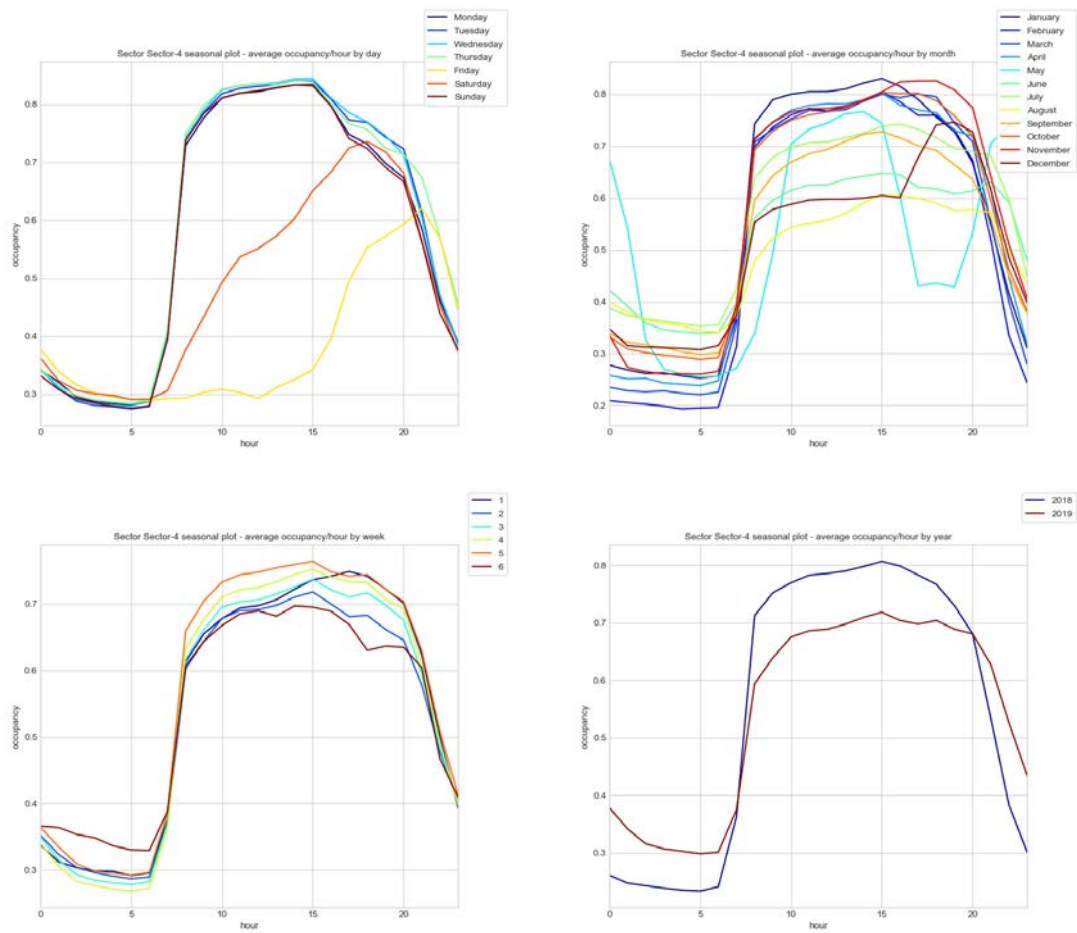 Monday
Tuesday
Wednesday
Thursday
Friday
Saturday
Sunday
Sector Sector-4 seasonal plot - average occupancy/hour by day
0.8
0.7
0.6
0.5
0.4
0.3
occupancy
0 5 10 15 20
hour
January
February
March
April
May
June
July
August
September
October
November
December
Sector Sector-4 seasonal plot - average occupancy/hour by month
0.8
0.7
0.6
0.5
0.4
0.3
0.2
occupancy
0 5 10 15 20
hour
1
2
3
4
5
6
Sector Sector-4 seasonal plot - average occupancy/hour by week
0.7
0.6
0.5
0.4
0.3
occupancy
0 5 10 15 20
hour
2018
2019
Sector Sector-4 seasonal plot - average occupancy/hour by year
0.8
0.7
0.6
0.5
0.4
0.3
occupancy
0 5 10 15 20
hour